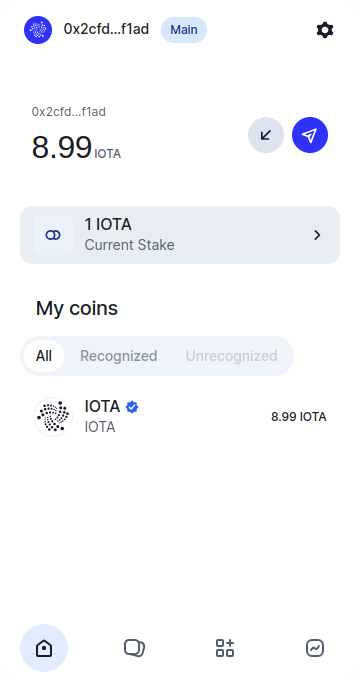 0x2cfd...f1ad Main
0x2cfd...f1ad
8.99 IOTA
1 IOTA
Current Stake
My coins
All Recognized Unrecognized
IOTA
IOTA
8.99 IOTA